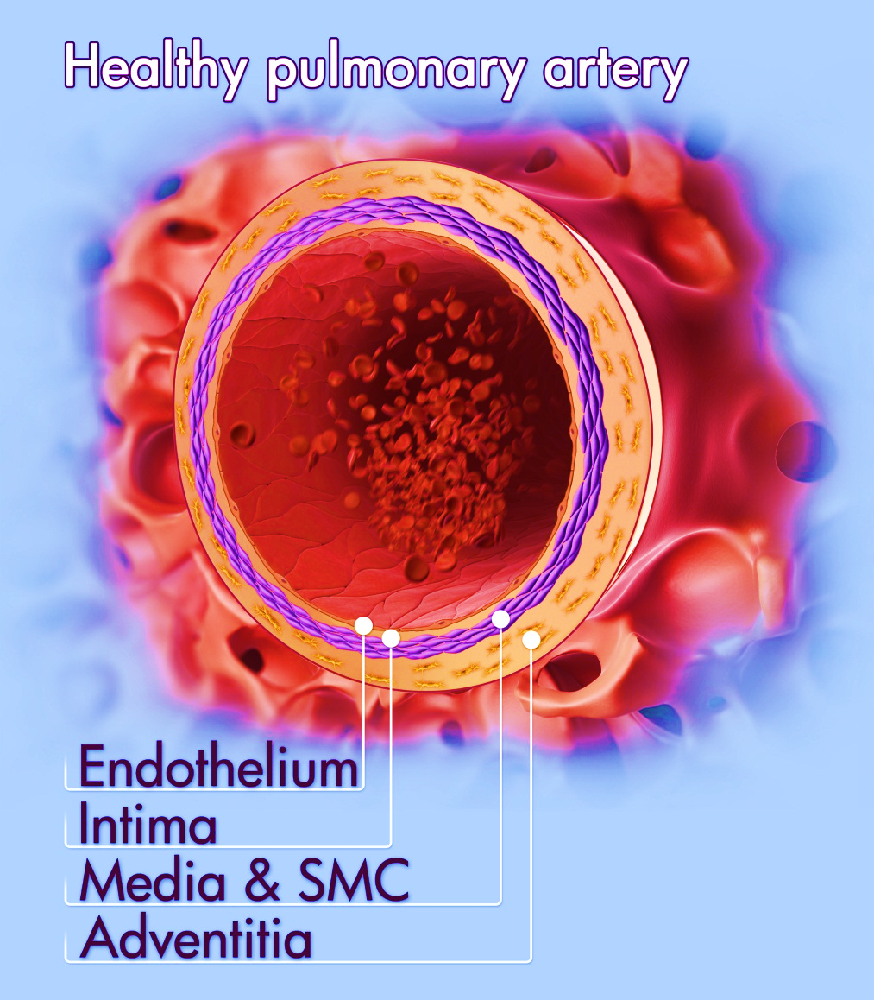 Healthy pulmonary artery
Endothelium
Intima
Media & SMC
Adventitia